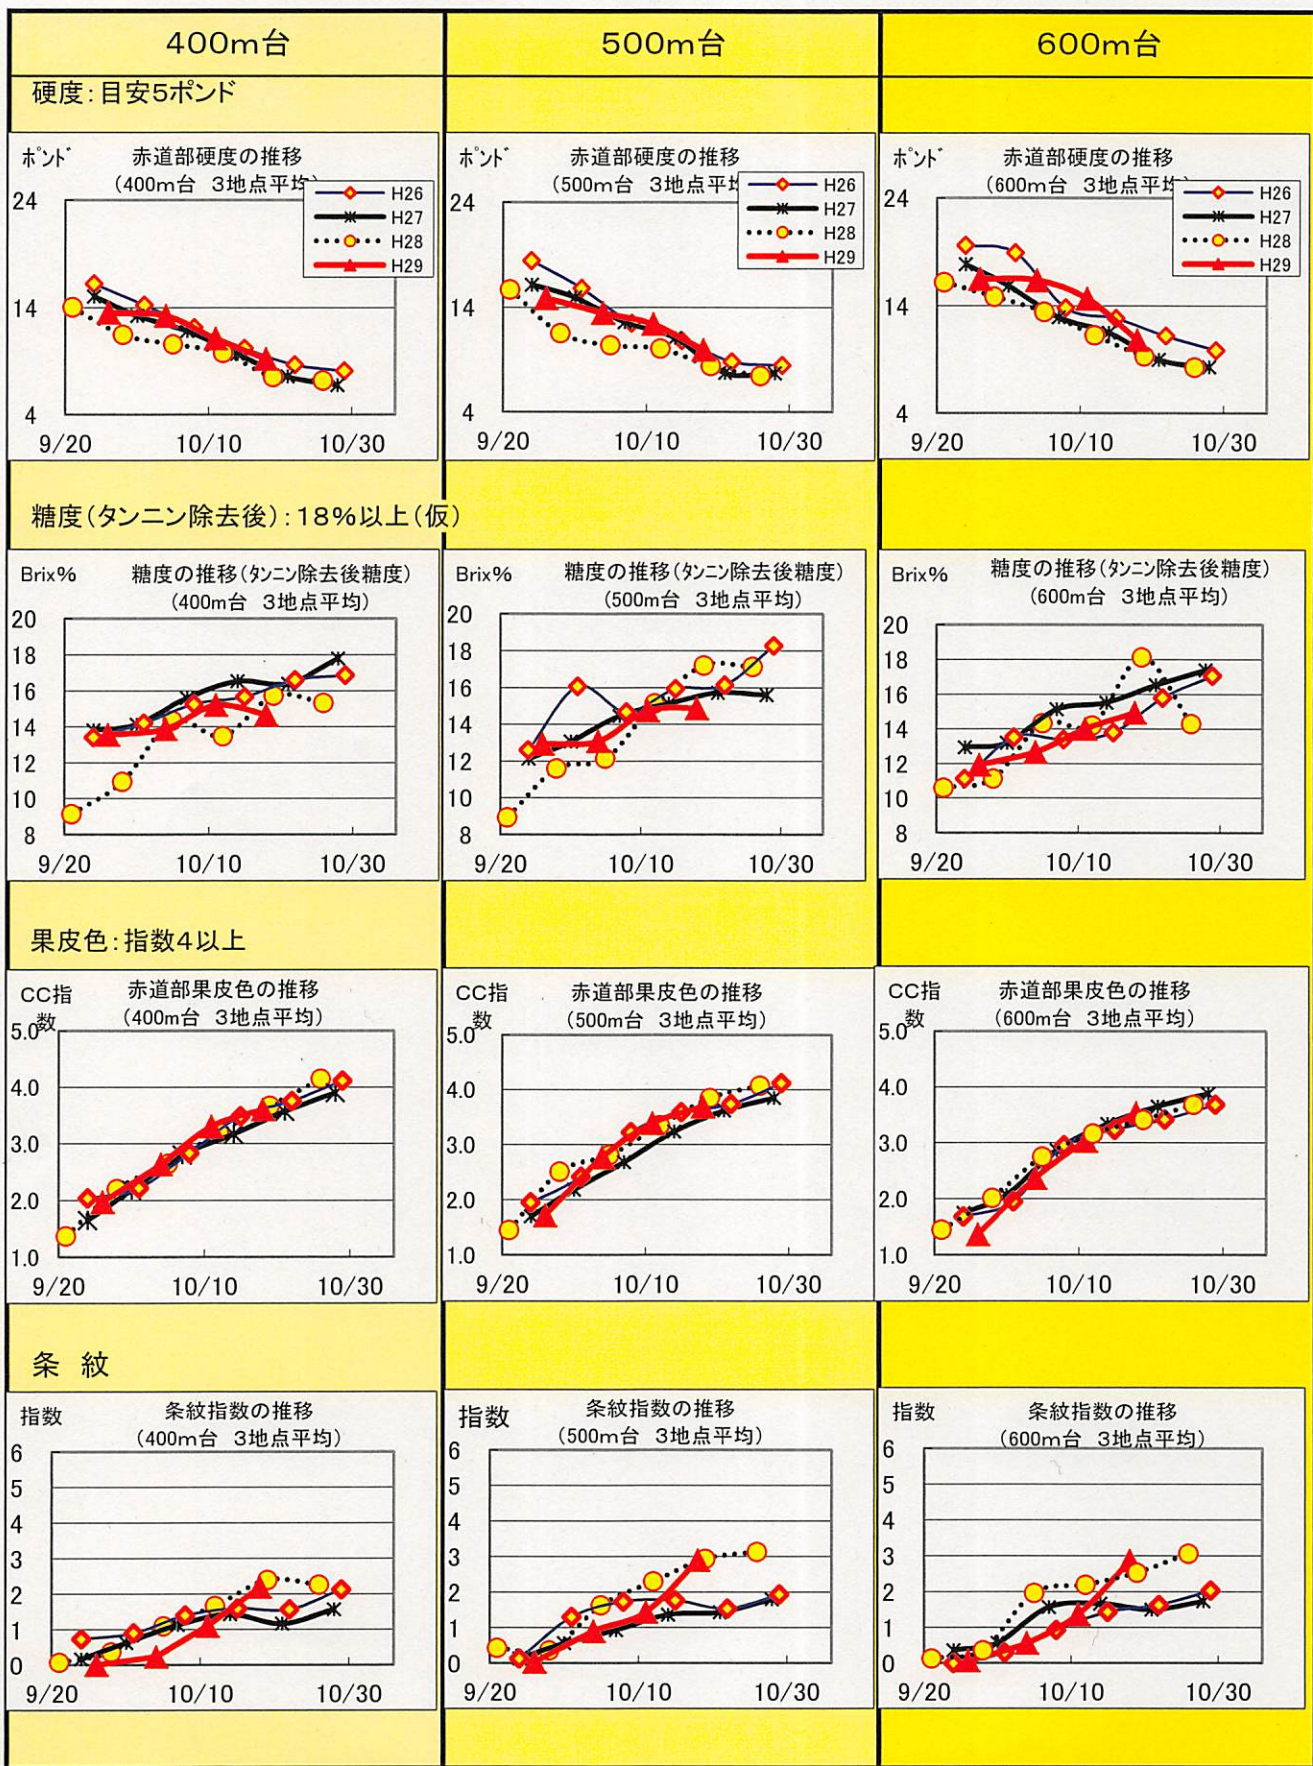 400m台
500m台
600m台
硬度：目安5ポンド
ポンド
赤道部硬度の推移
(400m台 3地点平均)
24
14
4
9/20
10/10
10/30
H26
H27
H28
H29
ポンド
赤道部硬度の推移
(500m台 3地点平均
24
14
4
9/20
10/10
10/30
H26
H27
H28
H29
ポンド
赤道部硬度の推移
(600m台 3地点平均)
24
14
4
9/20
10/10
10/30
H26
H27
H28
H29
糖度(タンニン除去後)：18%以上(仮)
Brix%
糖度の推移(タンニン除去後糖度)
(400m台 3地点平均)
20
18
16
14
12
10
8
9/20
10/10
10/30
Brix%
糖度の推移(タンニン除去後糖度)
(500m台 3地点平均)
20
18
16
14
12
10
8
9/20
10/10
10/30
Brix%
糖度の推移(タンニン除去後糖度)
(600m台 3地点平均)
20
18
16
14
12
10
8
9/20
10/10
10/30
果皮色：指数4以上
CC指
数
赤道部果皮色の推移
(400m台 3地点平均)
5.0
4.0
3.0
2.0
1.0
9/20
10/10
10/30
CC指
数
赤道部果皮色の推移
(500m台 3地点平均)
5.0
4.0
3.0
2.0
1.0
9/20
10/10
10/30
CC指
数
赤道部果皮色の推移
(600m台 3地点平均)
5.0
4.0
3.0
2.0
1.0
9/20
10/10
10/30
条 紋
指数
条紋指数の推移
(400m台 3地点平均)
6
5
4
3
2
1
0
9/20
10/10
10/30
指数
条紋指数の推移
(500m台 3地点平均)
6
5
4
3
2
1
0
9/20
10/10
10/30
指数
条紋指数の推移
(600m台 3地点平均)
6
5
4
3
2
1
0
9/20
10/10
10/30